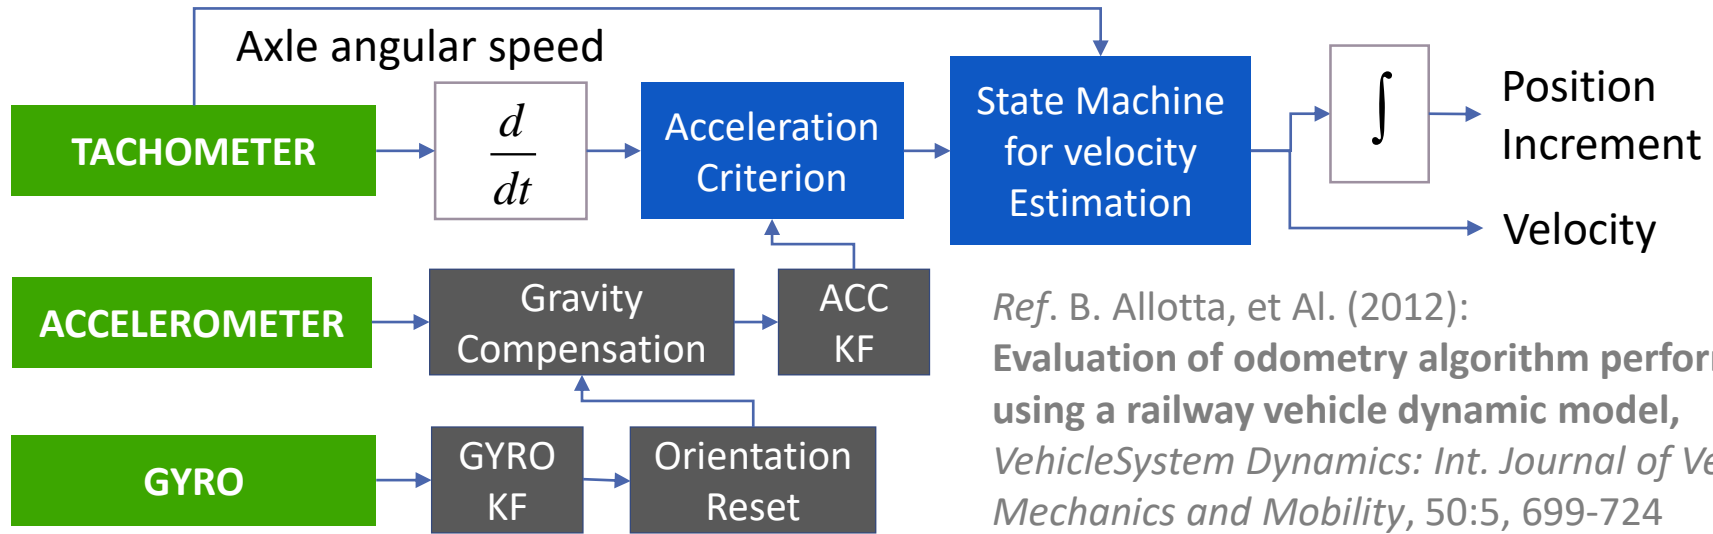 Axle angular speed
TACHOMETER
d
dt
Acceleration
Criterion
State Machine
for velocity
Estimation
∫
Position
Increment
Velocity
ACCELEROMETER
Gravity
Compensation
ACC
KF
GYRO
GYRO
KF
Orientation
Reset
Ref. B. Allotta, et Al. (2012):
Evaluation of odometry algorithm perfor
using a railway vehicle dynamic model,
VehicleSystem Dynamics: Int. Journal of Ve
Mechanics and Mobility, 50:5, 699-724